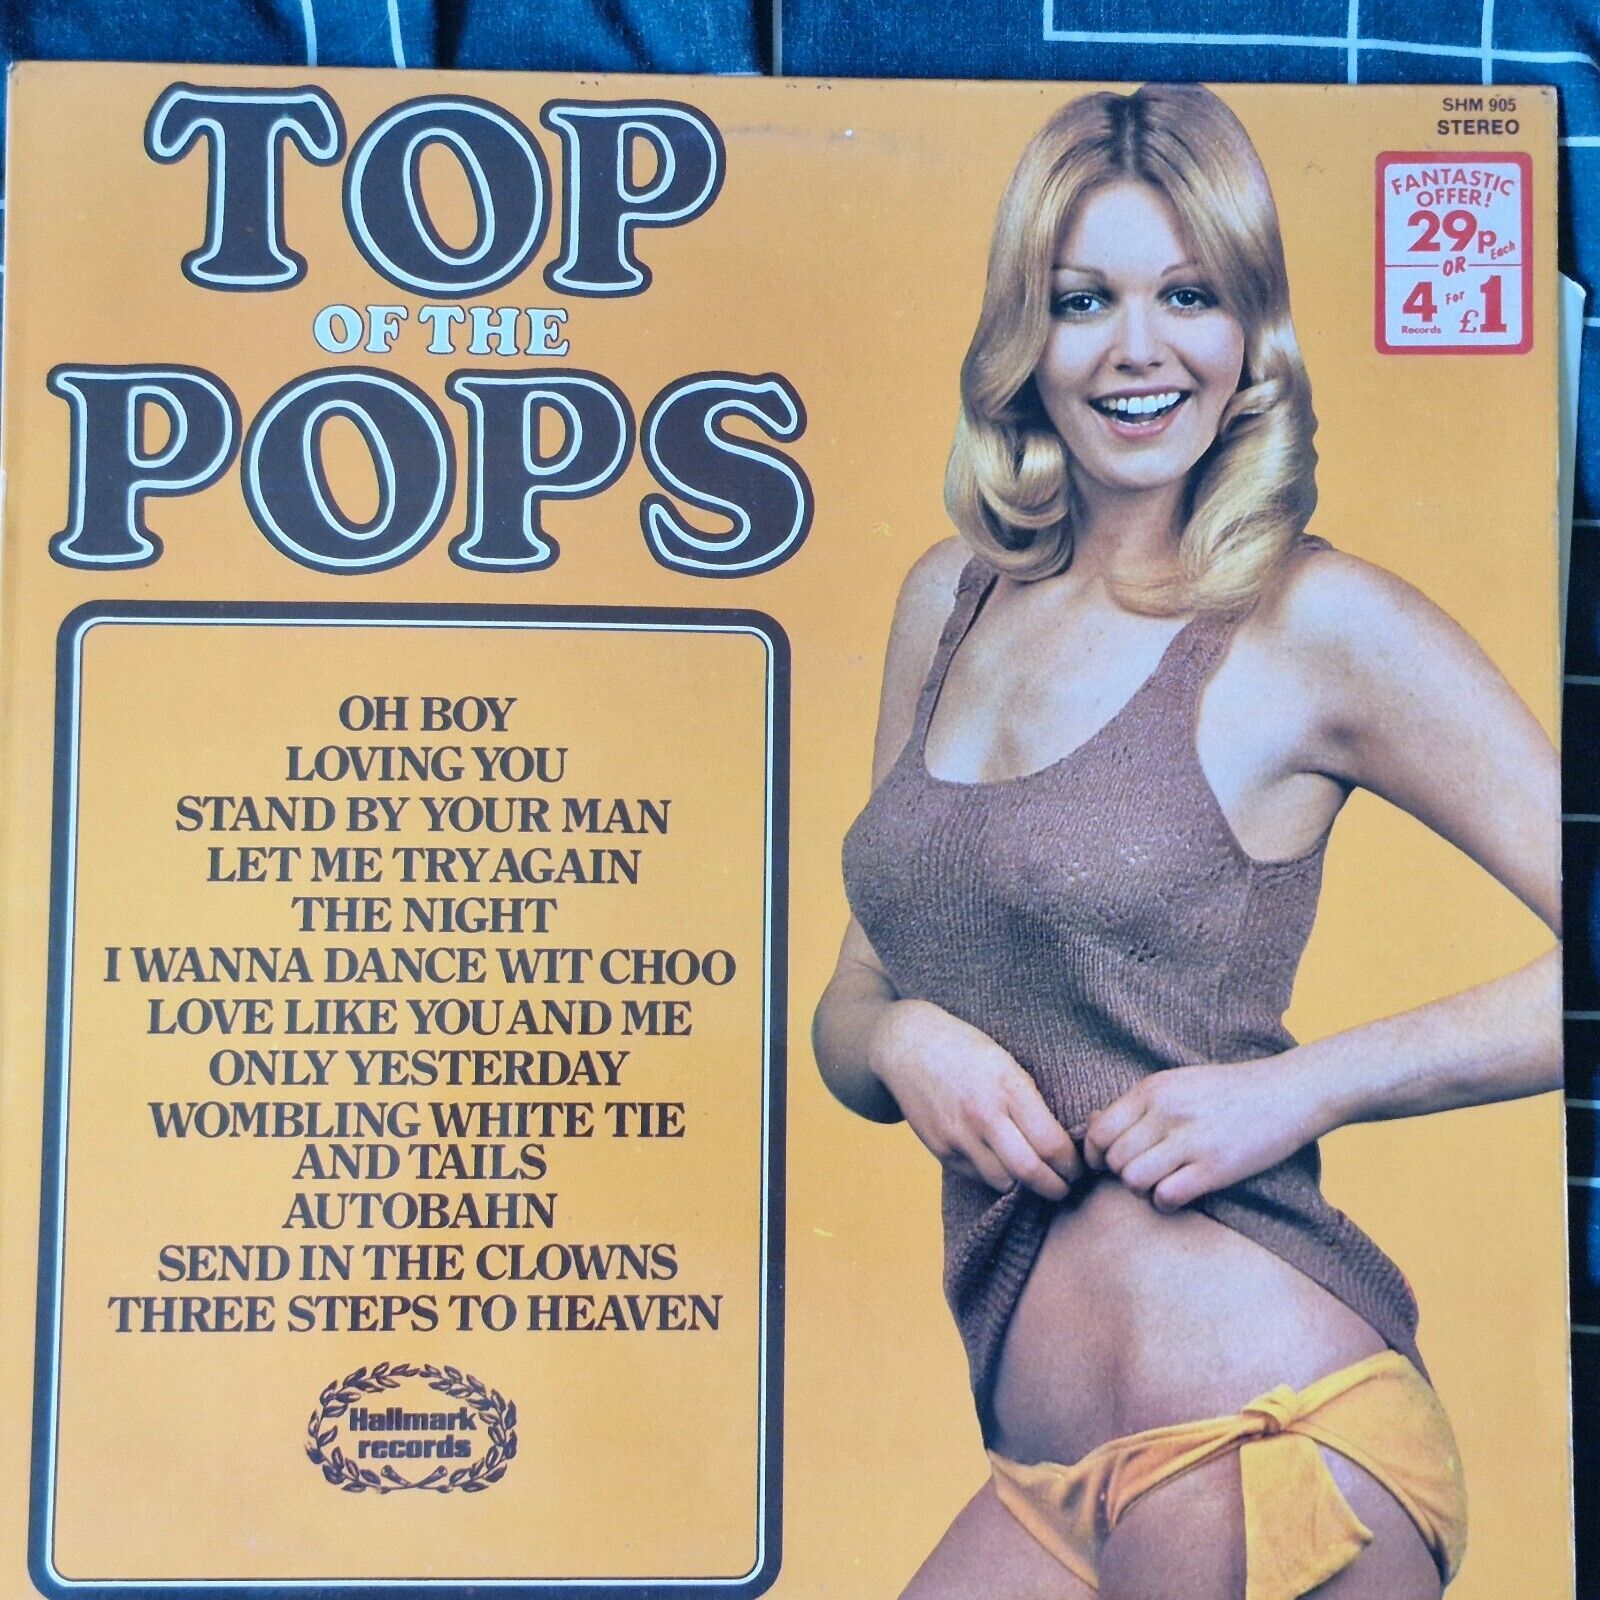 TOP
OF THE
POPS
SHM 905
STEREO
FANTASTIC
OFFER!
29p Each
OR
4 Records For £1
OH BOY
LOVING YOU
STAND BY YOUR MAN
LET ME TRY AGAIN
THE NIGHT
I WANNA DANCE WIT CHOO
LOVE LIKE YOU AND ME
ONLY YESTERDAY
WOMBLING WHITE TIE
AND TAILS
AUTOBAHN
SEND IN THE CLOWNS
THREE STEPS TO HEAVEN
Hallmark
records